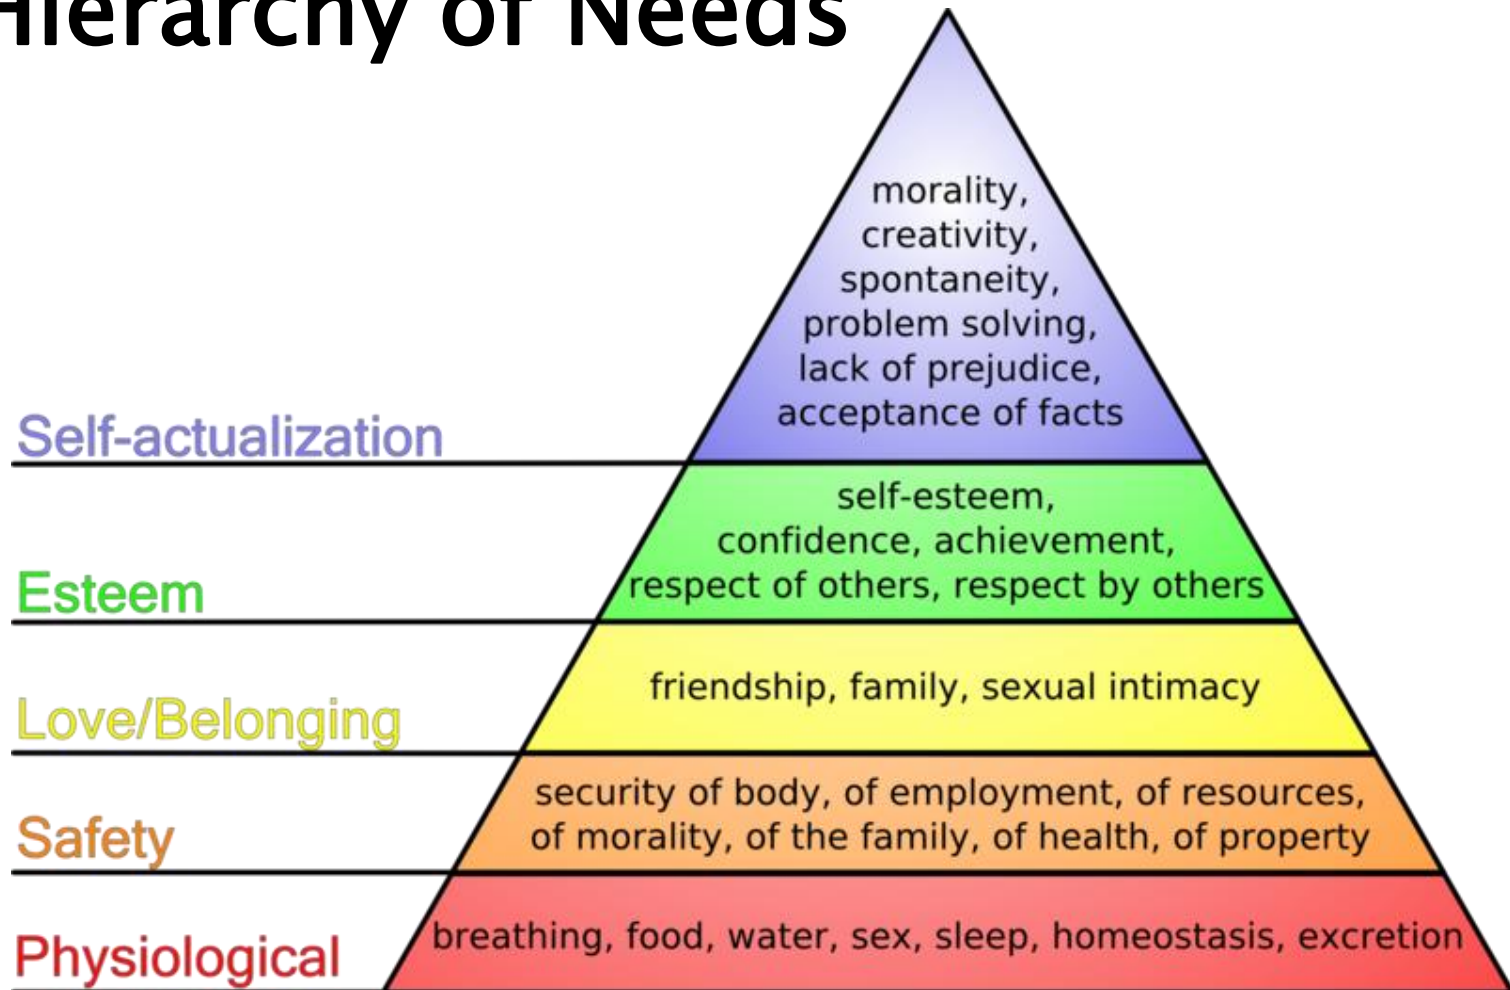 Hierarchy of Needs
morality,
creativity,
spontaneity,
problem solving,
lack of prejudice,
acceptance of facts
Self-actualization
self-esteem,
confidence, achievement,
respect of others, respect by others
Esteem
friendship, family, sexual intimacy
Love/Belonging
security of body, of employment, of resources,
of morality, of the family, of health, of property
Safety
breathing, food, water, sex, sleep, homeostasis, excretion
Physiological